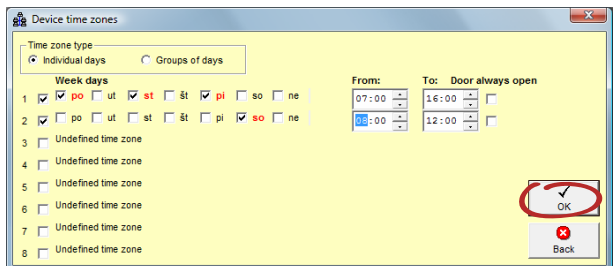 Device time zones
Time zone type
Individual days Groups of days
Week days From: To: Door always open
1 po ut st št pi so ne 07:00 16:00
2 po ut st št pi so ne 08:00 12:00
3 Undefined time zone
4 Undefined time zone
5 Undefined time zone
6 Undefined time zone
7 Undefined time zone
8 Undefined time zone
OK
Back